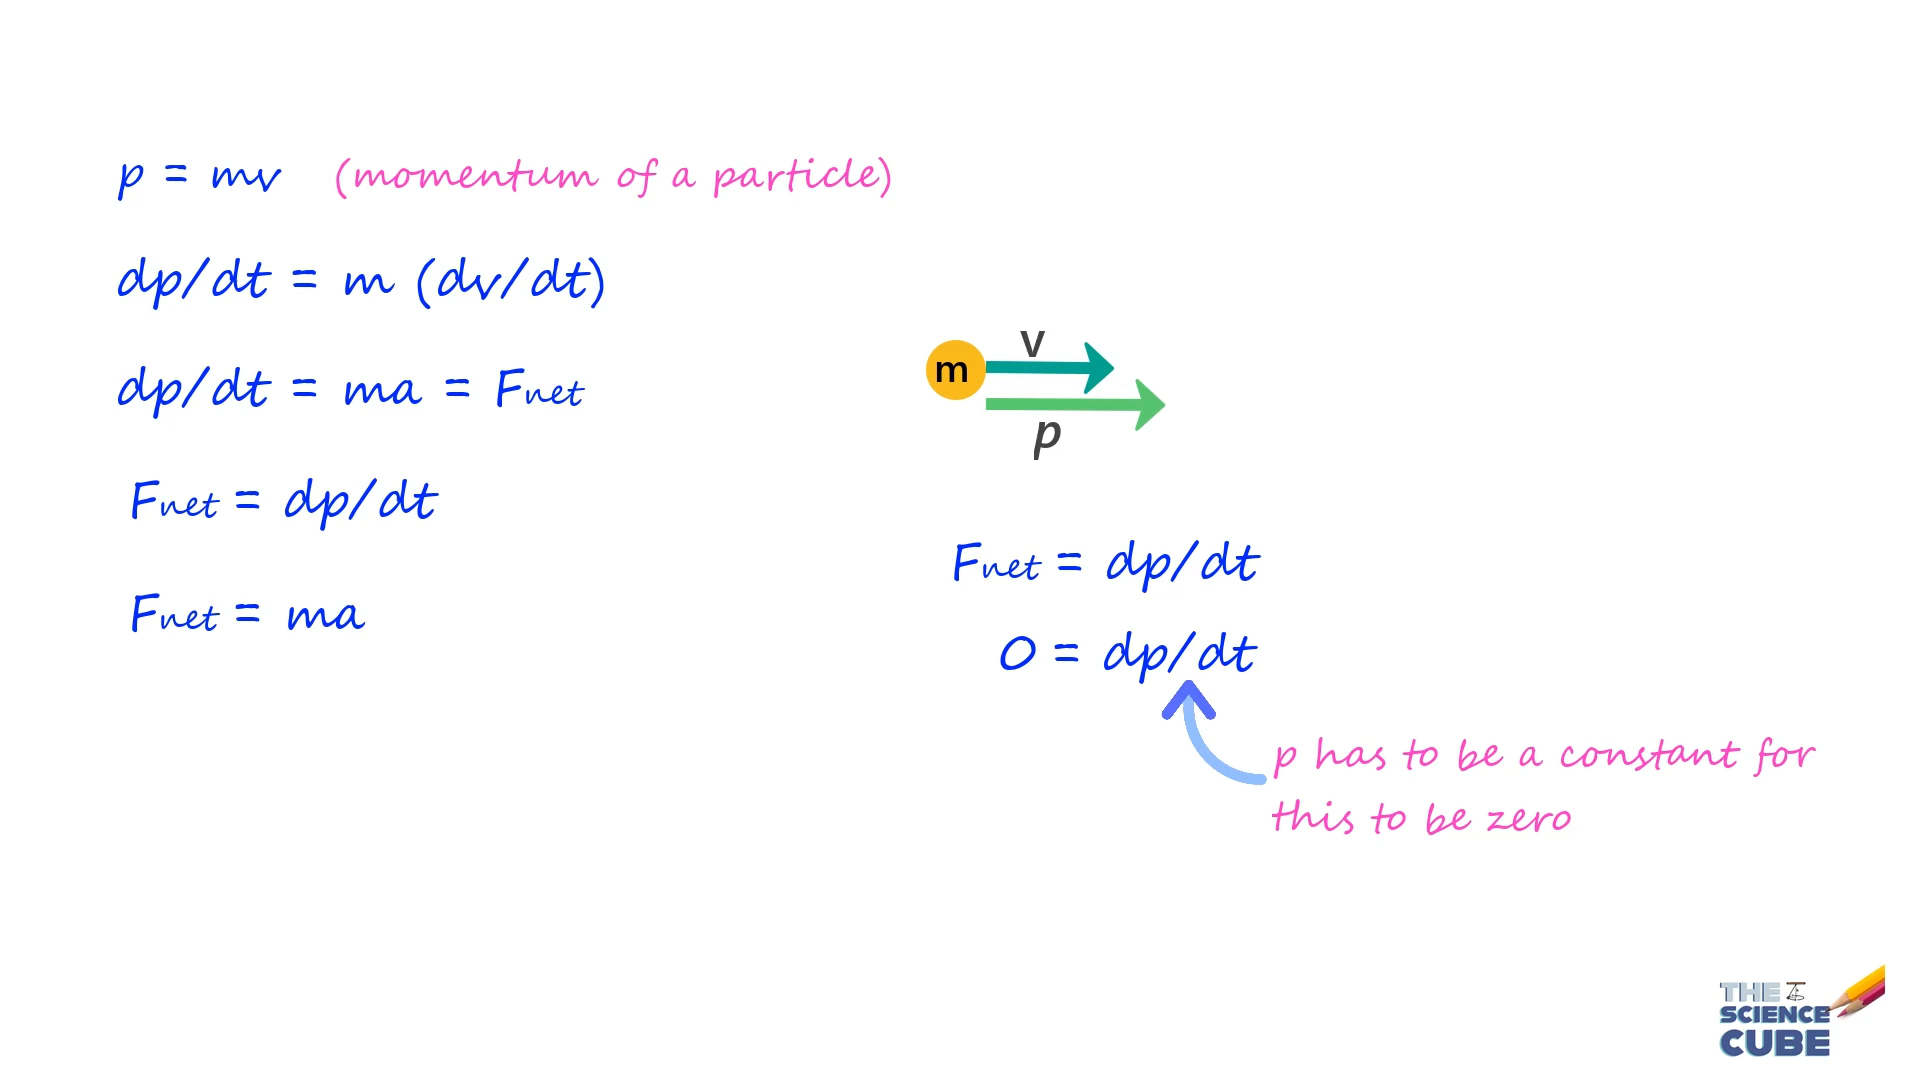 p = mv (momentum of a particle)
dp/dt = m (dv/dt)
dp/dt = ma = Fnet
Fnet = dp/dt
Fnet = ma
v
m
p
Fnet = dp/dt
0 = dp/dt
p has to be a constant for
this to be zero
THE
SCIENCE
CUBE